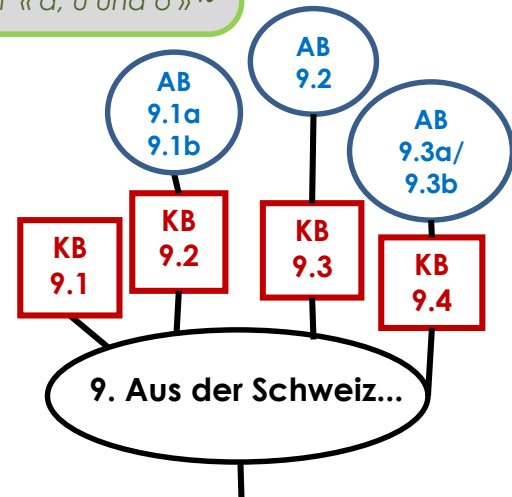 «a, u und o»
AB
9.1a
9.1b
AB
9.2
AB
9.3a/
9.3b
KB
9.1
KB
9.2
KB
9.3
KB
9.4
9. Aus der Schweiz...